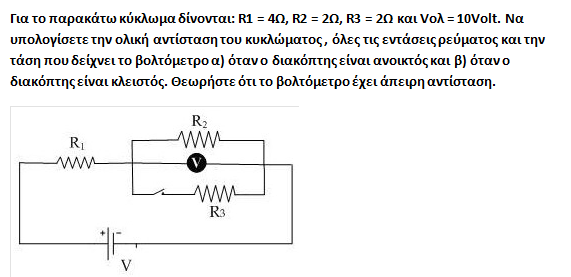 Για το παρακάτω κύκλωμα δίνονται: R1 = 4Ω, R2 = 2Ω, R3 = 2Ω και Vολ = 10Volt. Να
υπολογίσετε την ολική αντίσταση του κυκλώματος, όλες τις εντάσεις ρεύματος και την
τάση που δείχνει το βολτόμετρο α) όταν ο διακόπτης είναι ανοικτός και β) όταν ο
διακόπτης είναι κλειστός. Θεωρήστε ότι το βολτόμετρο έχει άπειρη αντίσταση.
R2
R1
V
R3
+ -
V